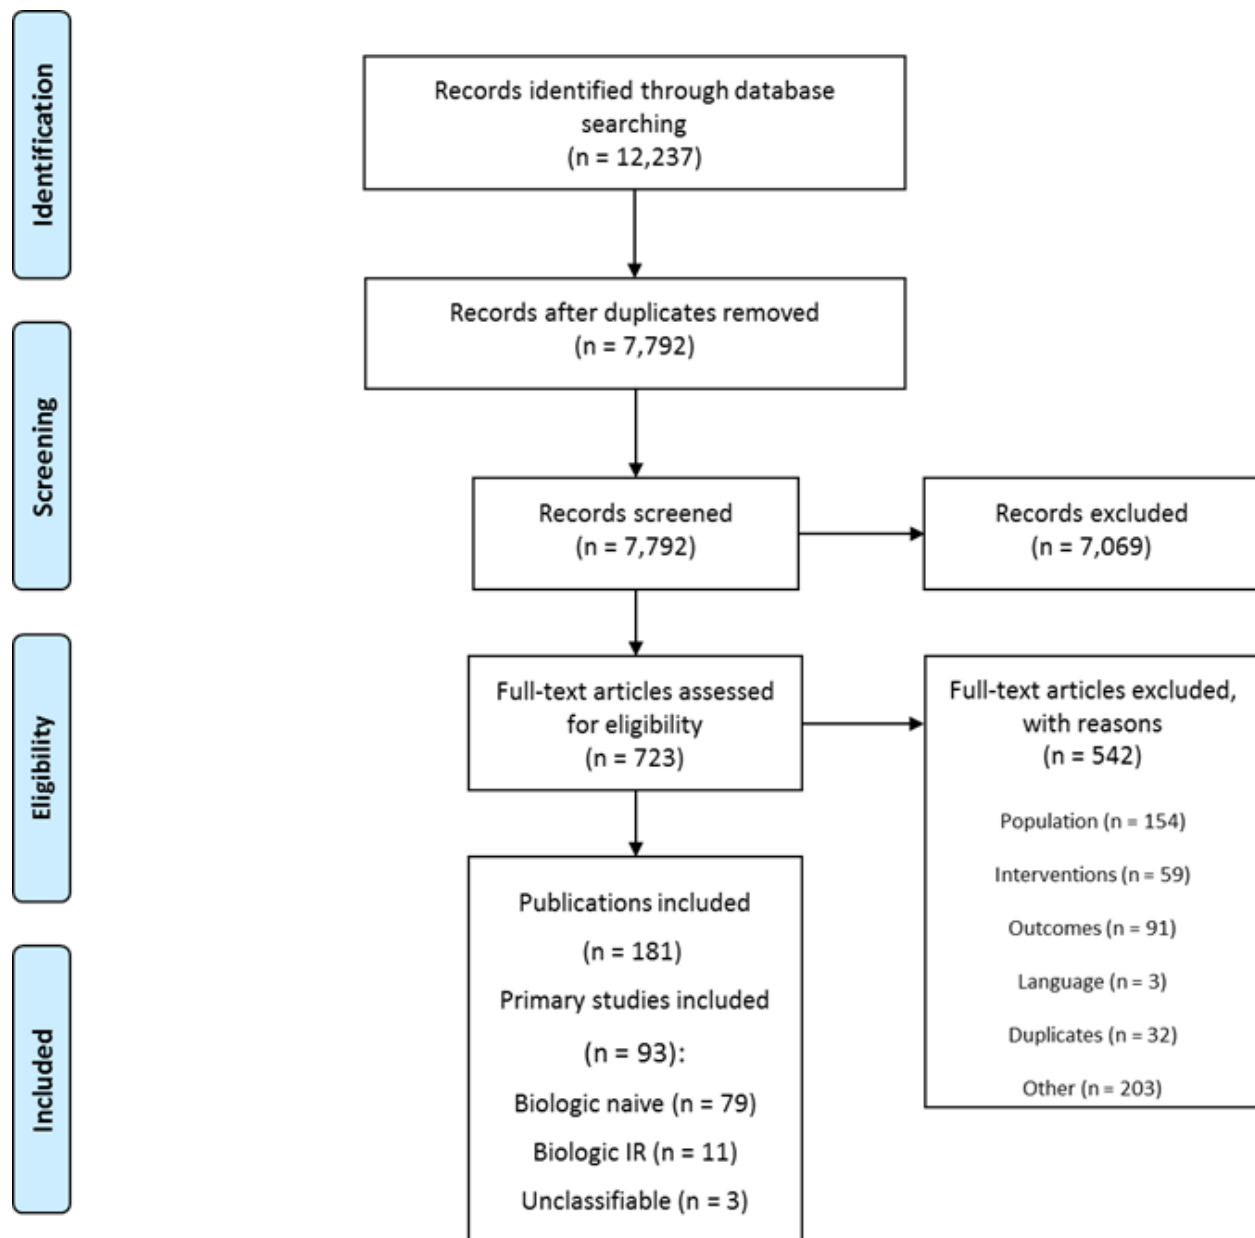 Identification
Records identified through database
searching
(n = 12,237)
Records after duplicates removed
(n = 7,792)
Screening
Records screened
(n = 7,792)
Records excluded
(n = 7,069)
Eligibility
Full-text articles assessed
for eligibility
(n = 723)
Full-text articles excluded,
with reasons
(n = 542)
Population (n = 154)
Interventions (n = 59)
Outcomes (n = 91)
Language (n = 3)
Duplicates (n = 32)
Other (n = 203)
Included
Publications included
(n = 181)
Primary studies included
(n = 93):
Biologic naive (n = 79)
Biologic IR (n = 11)
Unclassifiable (n = 3)